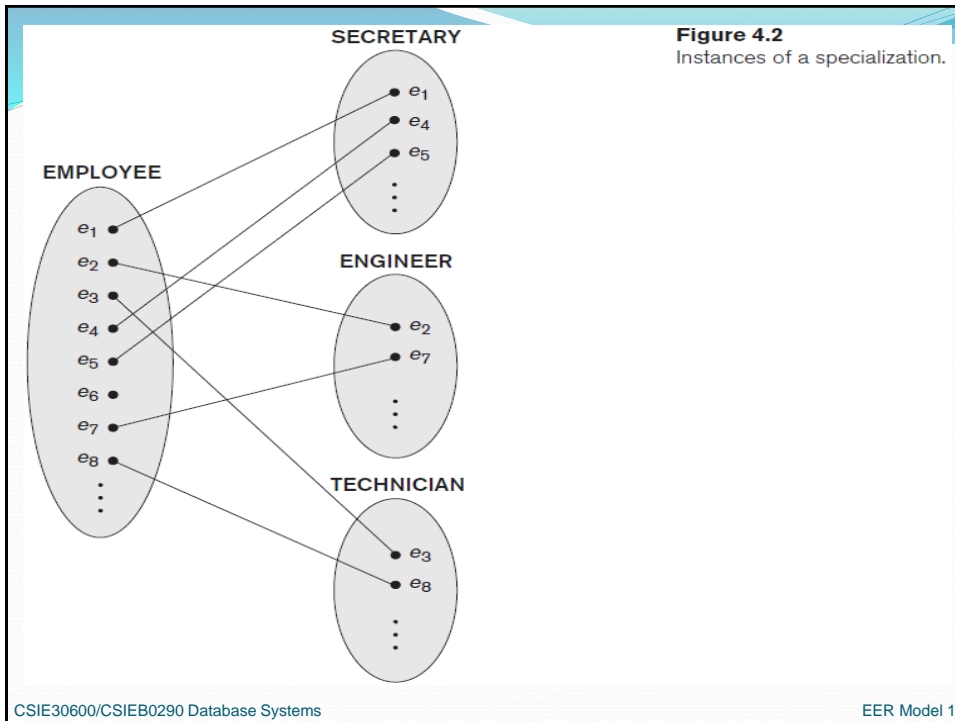 Figure 4.2
Instances of a specialization.
SECRETARY
e1
e4
e5
EMPLOYEE
e1
e2
e3
e4
e5
e6
e7
e8
ENGINEER
e2
e7
TECHNICIAN
e3
e8
CSIE30600/CSIEB0290 Database Systems
EER Model 1